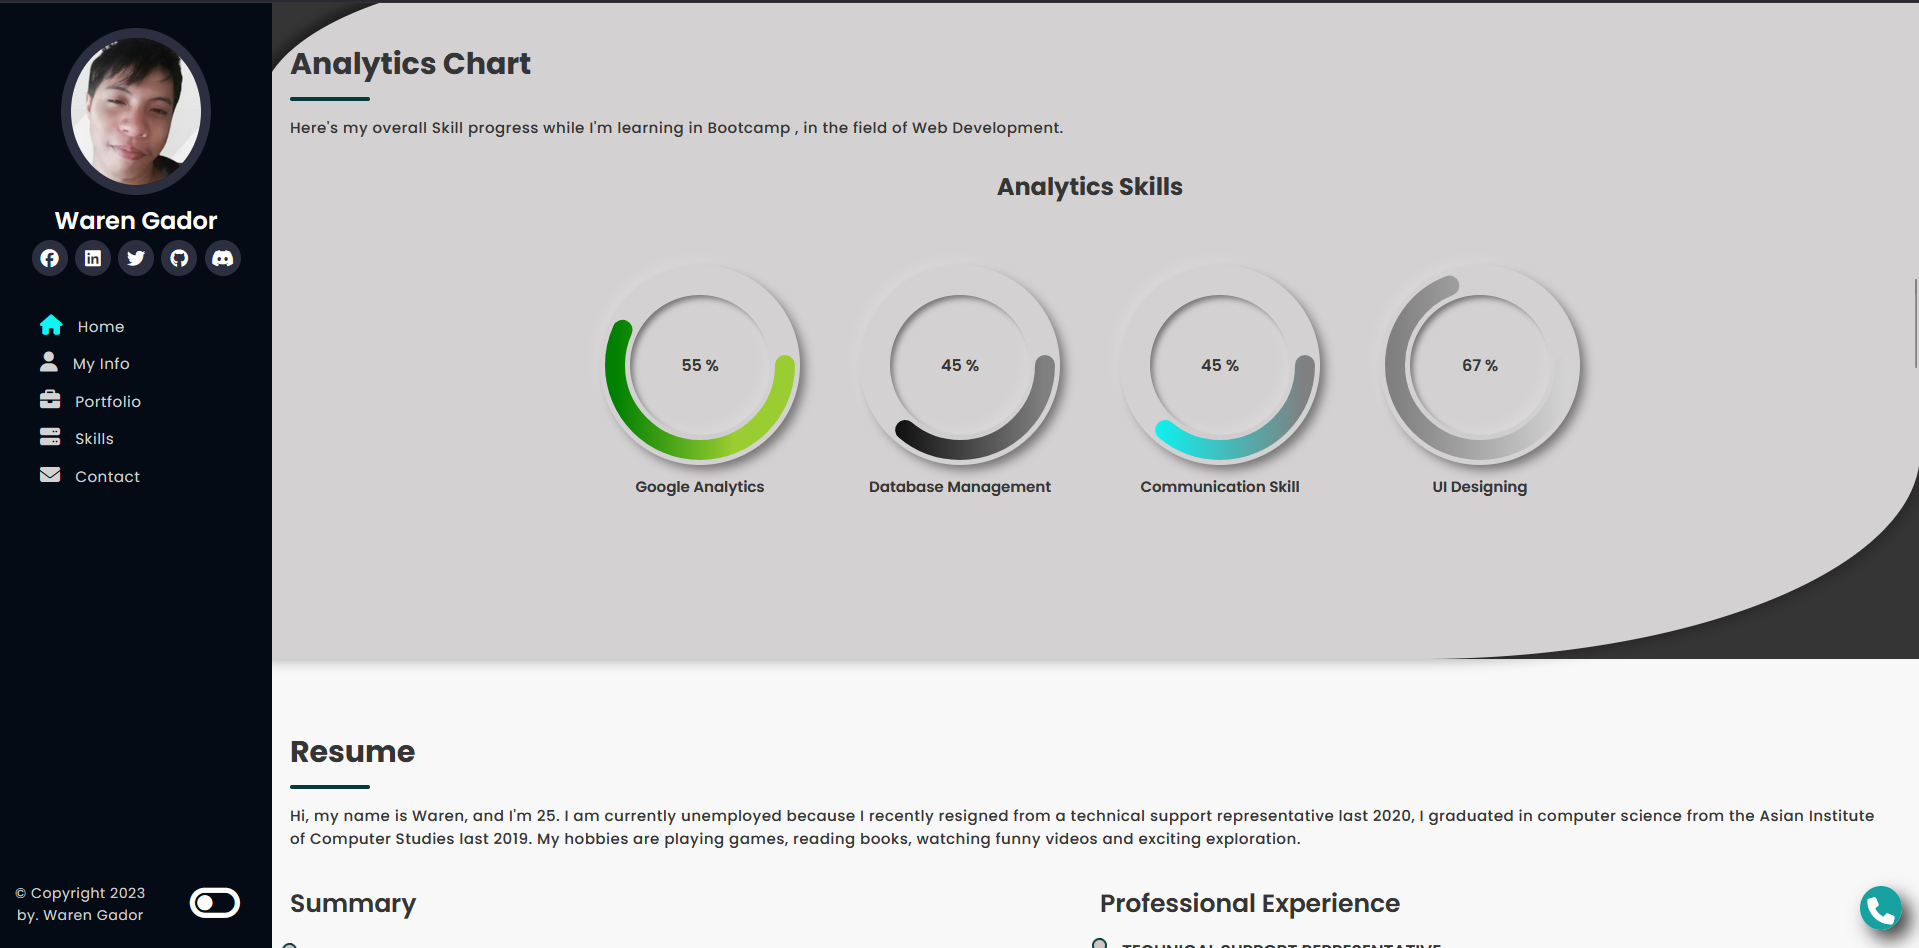 Waren Gador
Home
My Info
Portfolio
Skills
Contact
© Copyright 2023
by. Waren Gador
Analytics Chart
Here's my overall Skill progress while I'm learning in Bootcamp , in the field of Web Development.
Analytics Skills
55 %
45 %
45 %
67 %
Google Analytics
Database Management
Communication Skill
UI Designing
Resume
Hi, my name is Waren, and I'm 25. I am currently unemployed because I recently resigned from a technical support representative last 2020, I graduated in computer science from the Asian Institute
of Computer Studies last 2019. My hobbies are playing games, reading books, watching funny videos and exciting exploration.
Summary
Professional Experience
TECHNICAL SUPPORT REPRESENTATIVE